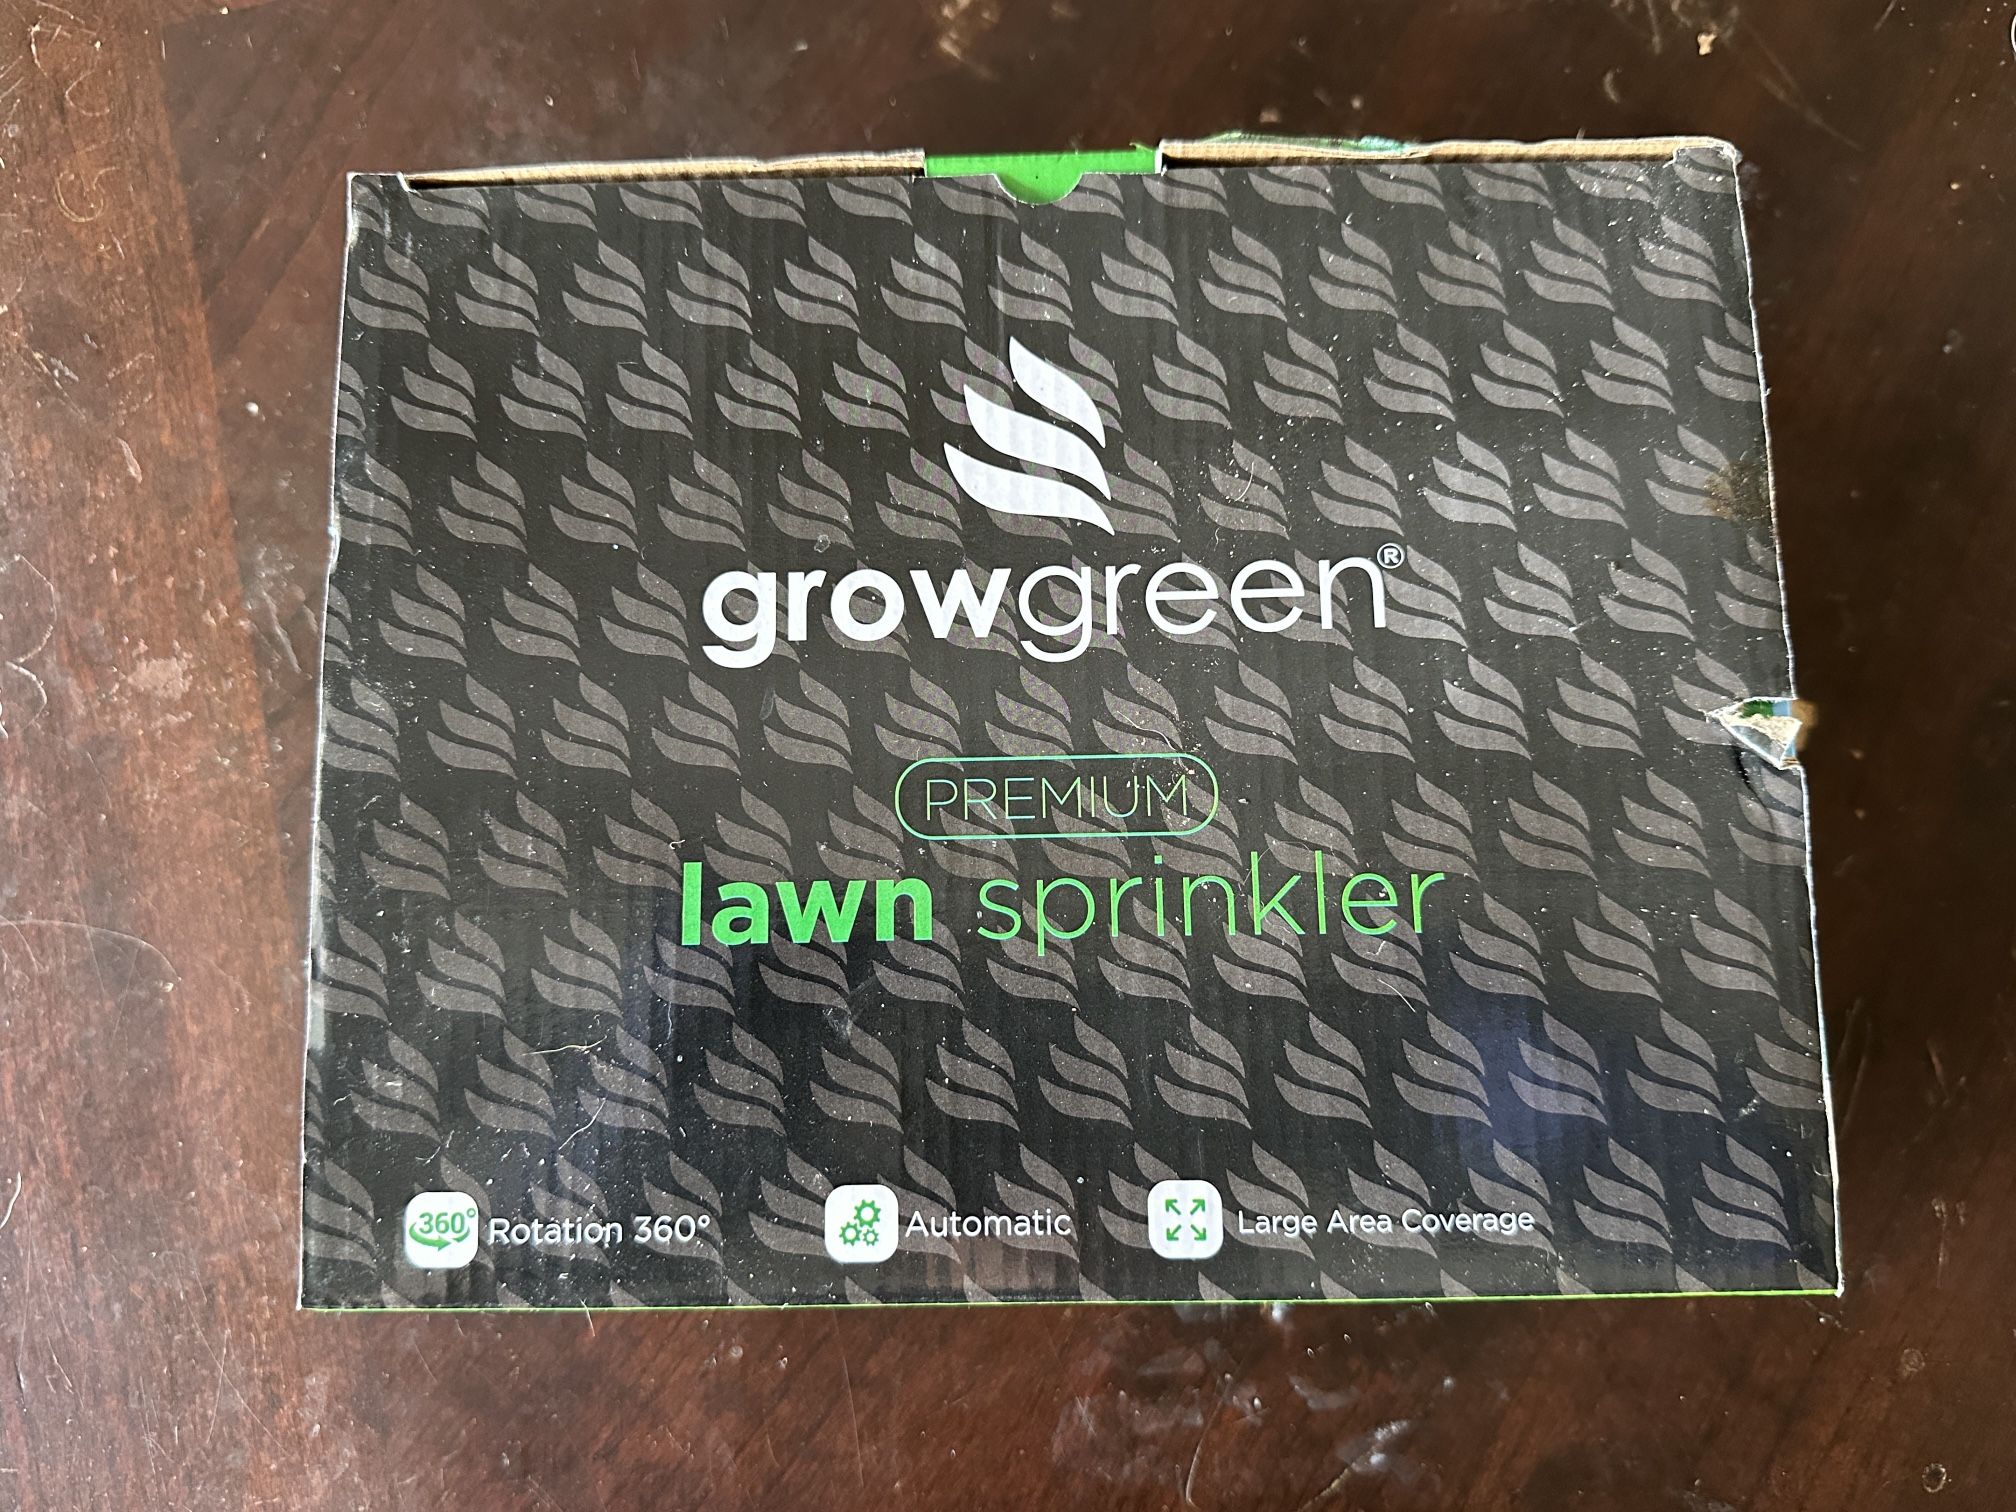 growgreen®
PREMIUM
lawn sprinkler
360° Rotation 360° Automatic Large Area Coverage